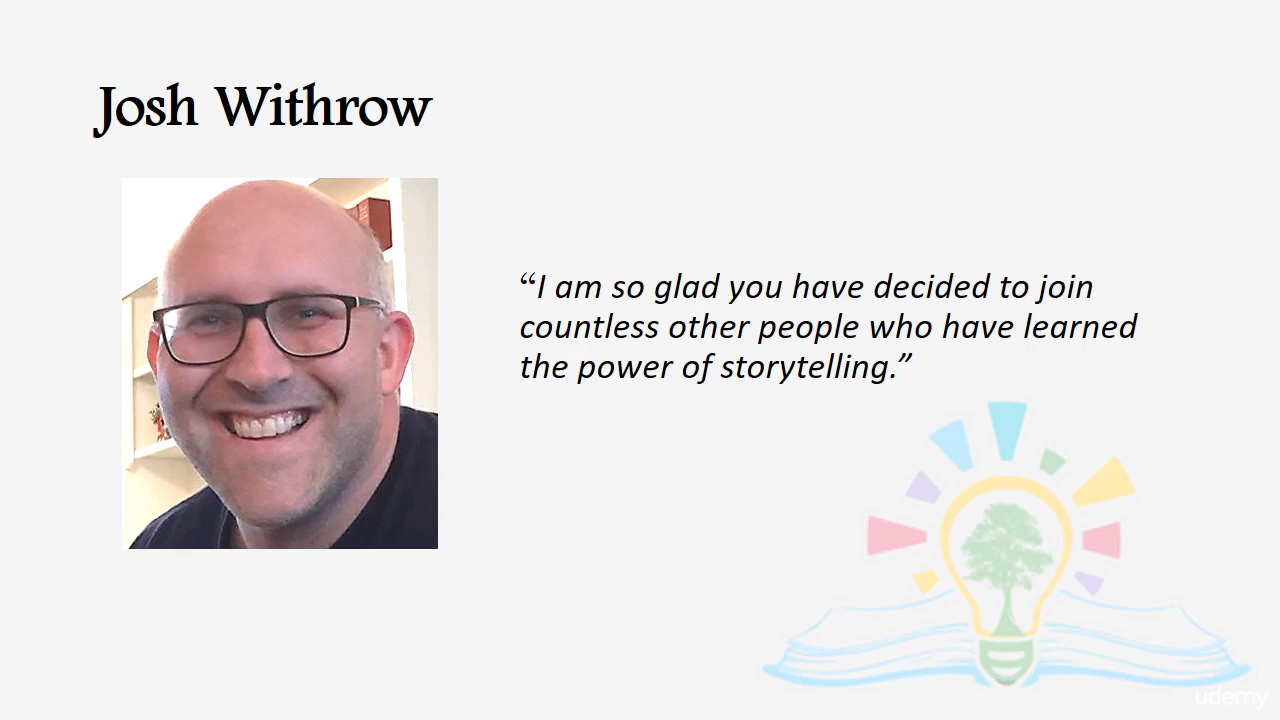 Josh Withrow
“I am so glad you have decided to join
countless other people who have learned
the power of storytelling.”
udemy